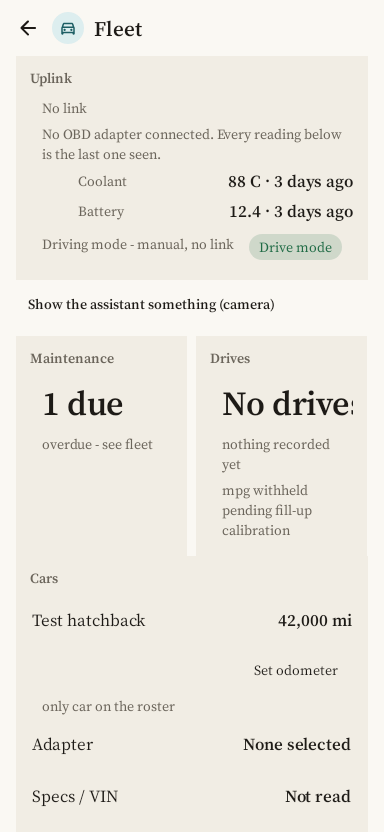 Fleet
Uplink
No link
No OBD adapter connected. Every reading below
is the last one seen.
Coolant 88 C · 3 days ago
Battery 12.4 · 3 days ago
Driving mode - manual, no link Drive mode
Show the assistant something (camera)
Maintenance
1 due
overdue - see fleet
Drives
No drives
nothing recorded
yet
mpg withheld
pending fill-up
calibration
Cars
Test hatchback 42,000 mi
Set odometer
only car on the roster
Adapter None selected
Specs / VIN Not read